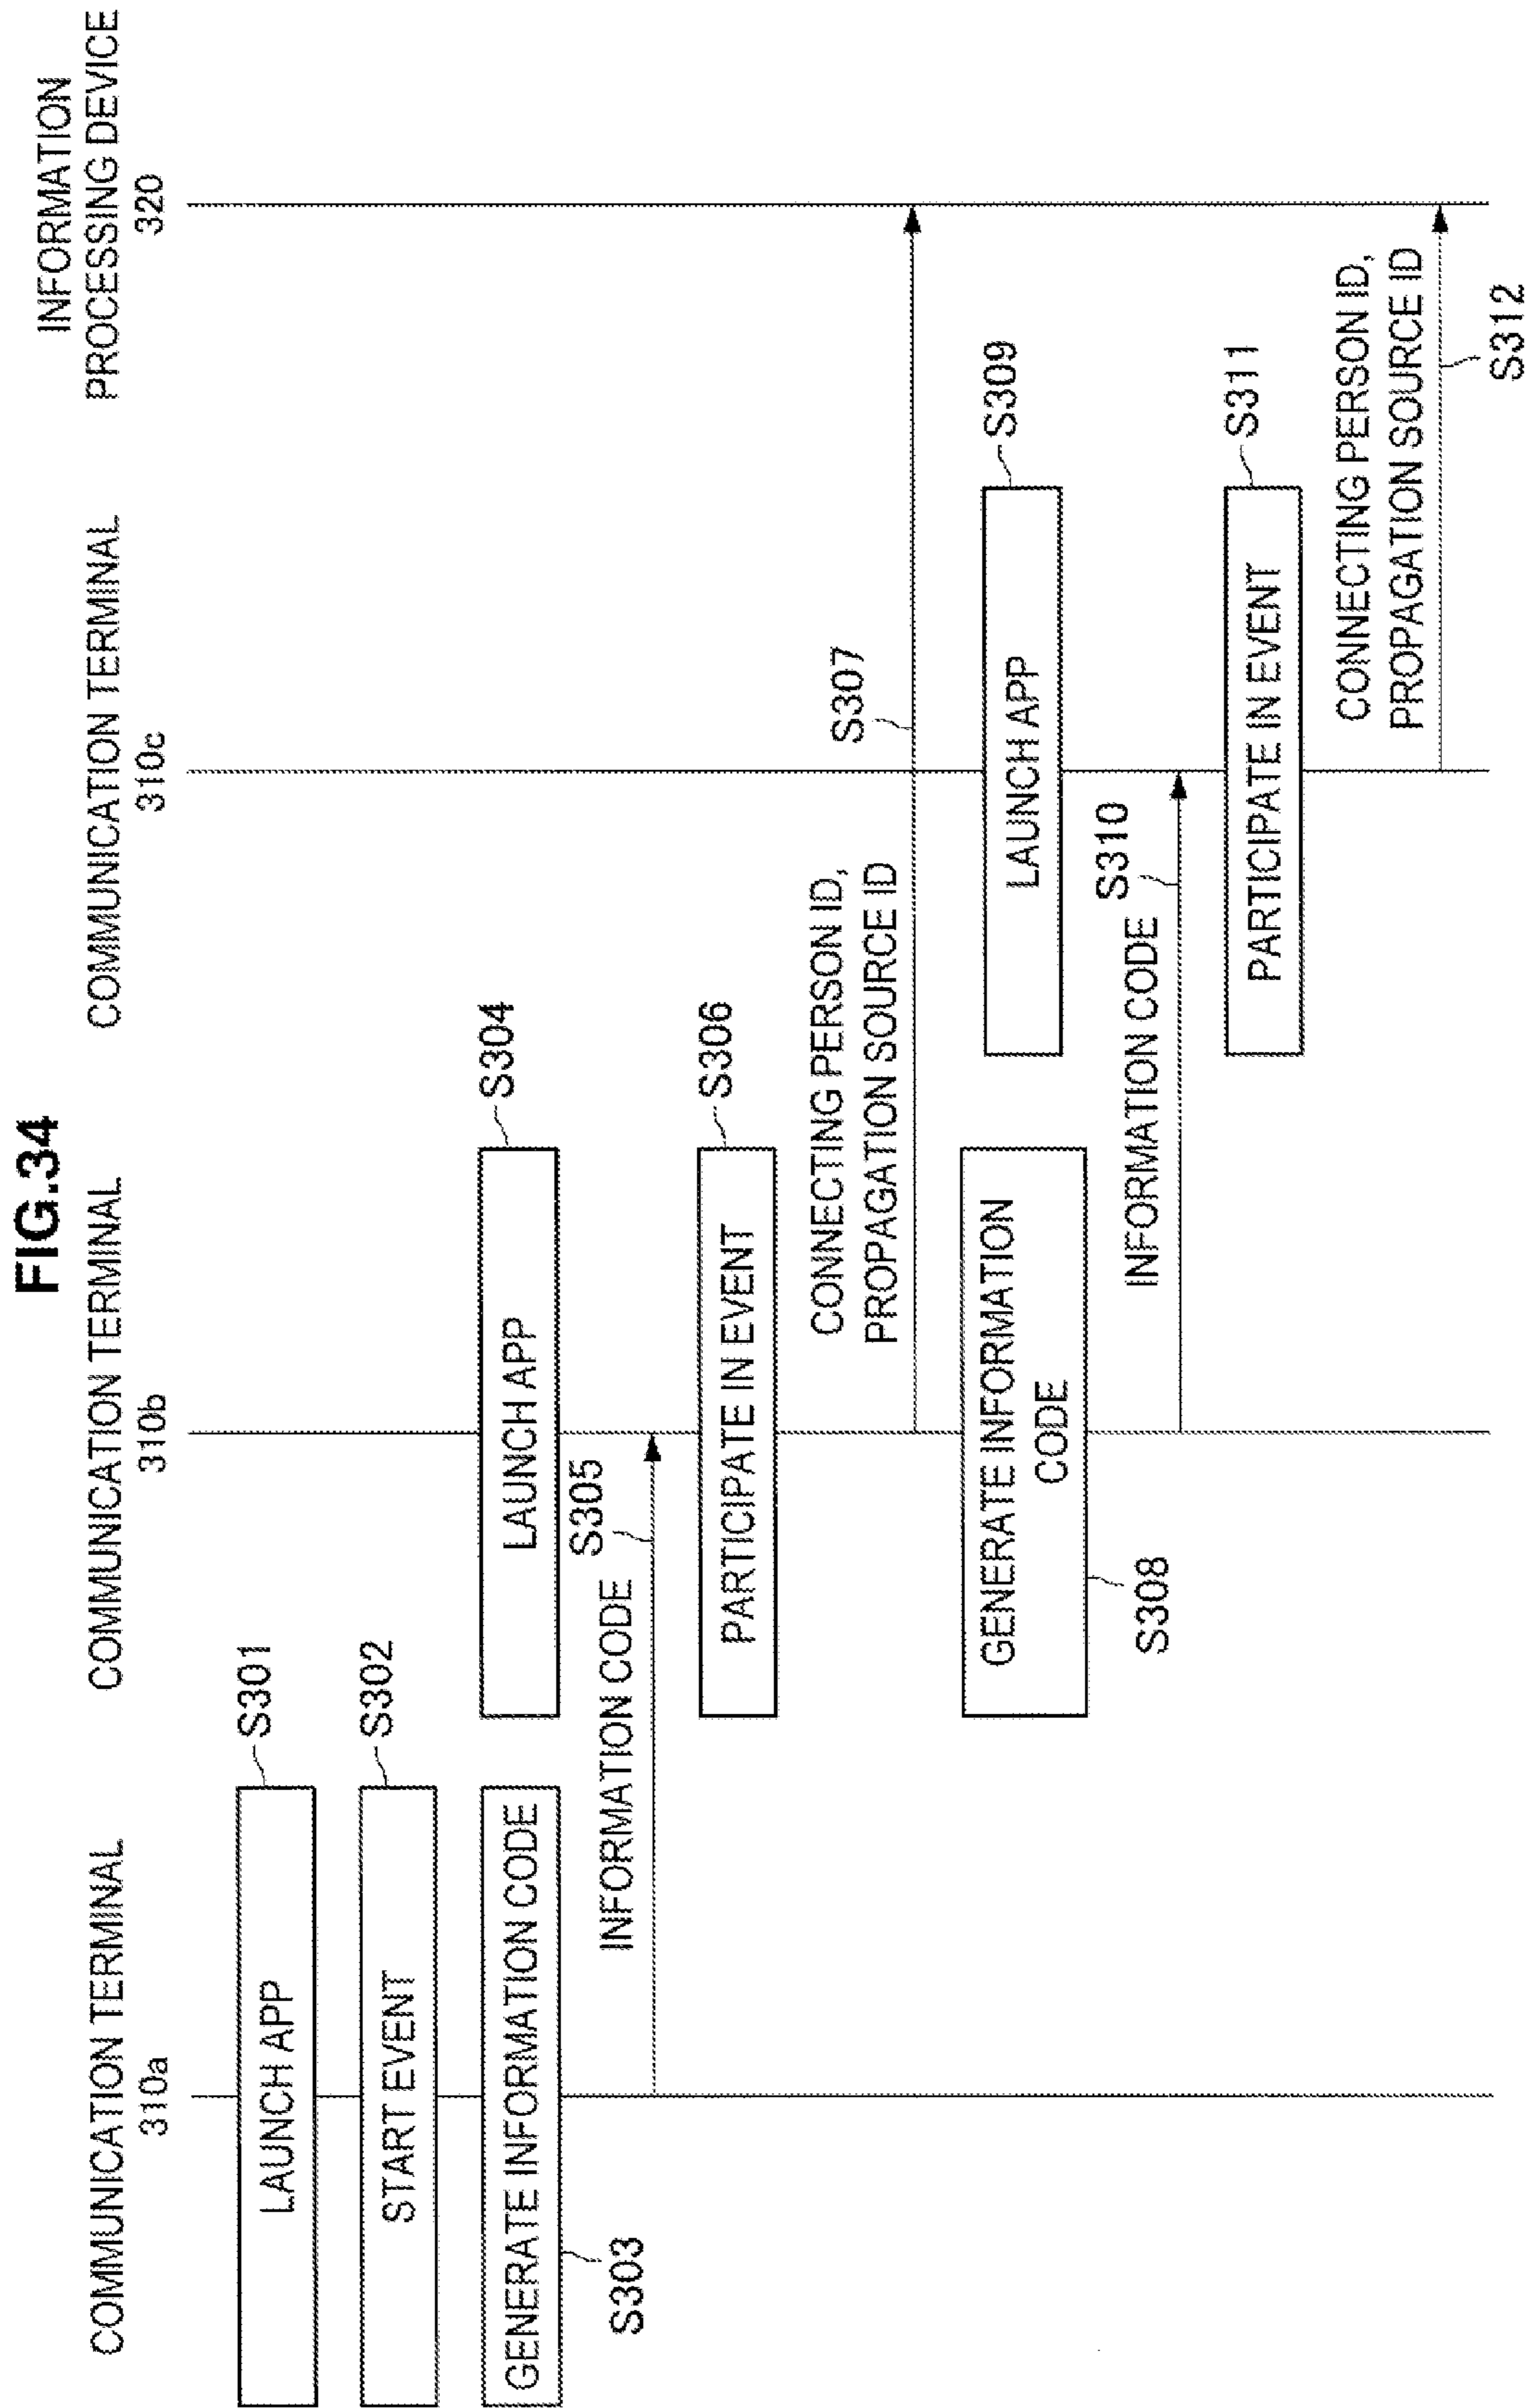 FIG.34
COMMUNICATION TERMINAL
310a
COMMUNICATION TERMINAL
310b
COMMUNICATION TERMINAL
310c
INFORMATION
PROCESSING DEVICE
320
LAUNCH APP
S301
START EVENT
S302
GENERATE INFORMATION CODE
S303
LAUNCH APP
S304
INFORMATION CODE
S305
PARTICIPATE IN EVENT
S306
CONNECTING PERSON ID,
PROPAGATION SOURCE ID
S307
GENERATE INFORMATION
CODE
S308
LAUNCH APP
S309
INFORMATION CODE
S310
PARTICIPATE IN EVENT
S311
CONNECTING PERSON ID,
PROPAGATION SOURCE ID
S312